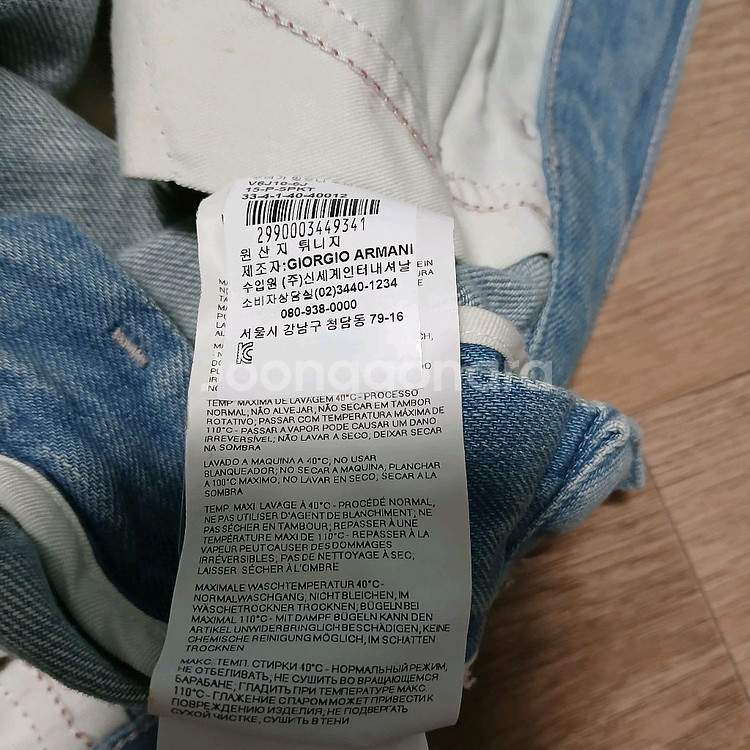 V6J10-6J
15-P-5PKT
33-4-1-40-40012
2990003449341
원 산 지 튀니지
제조자:GIORGIO ARMANI
수입원 (주)신세계인터내셔날
소비자상담실(02)3440-1234
080-938-0000
서울시 강남구 청담동 79-16
EIN
URA
CH,
joonggonara
TEMP MAXIMA DE LAVAGEM 40°C - PROCESSO
NORMAL, NÃO ALVEJAR, NÃO SECAR EM TAMBOR
ROTATIVO, PASSAR COM TEMPERATURA MÁXIMA DE
110°C - PASSAR A VAPOR PODE CAUSAR UM DANO
IRREVERSÍVEL; NÃO LAVAR A SECO, DEIXAR SECAR
NA SOMBRA
LAVADO A MAQUINA A 40°C, NO USAR
BLANQUEADOR; NO SECAR A MAQUINA, PLANCHAR
A 100°C MAXIMO, NO LAVAR EN SECO, SECAR A LA
SOMBRA
TEMP MAXI LAVAGE À 40°C - PROCÉDÉ NORMAL,
NE PAS UTILISER D'AGENT DE BLANCHIMENT; NE
PAS SÉCHER EN TAMBOUR; REPASSER À UNE
TEMPÉRATURE MAXI DE 110°C - REPASSER À LA
VAPEUR PEUT CAUSER DES DOMMAGES
IRRÉVERSIBLES, PAS DE NETTOYAGE À SEC;
LAISSER SÉCHER À L'OMBRE
MAXIMALE WASCHTEMPERATUR 40°C-
NORMALWASCHGANG, NICHT BLEICHEN, IM
WÄSCHETROCKNER TROCKNEN, BÜGELN BEI
MAXIMAL 110°C - MIT DAMPF BÜGELN KANN DEN
ARTIKEL UNWIDERBRINGLICH BESCHÄDIGEN; KEINE
CHEMISCHE REINIGUNG MÖGLICH, IM SCHATTEN
TROCKNEN
МАКС. ТЕМП. СТИРКИ 40°C - НОРМАЛЬНЫЙ РЕЖИМ,
НЕ ОТБЕЛИВАТЬ, НЕ СУШИТЬ ВО ВРАЩАЮЩЕМСЯ
БАРАБАНЕ, ГЛАДИТЬ ПРИ ТЕМПЕРАТУРЕ МАКС.
110°C - ГЛАЖЕНИЕ С ПАРОМ МОЖЕТ ПРИВЕСТИ К
ПОВРЕЖДЕНИЯМ ИЗДЕЛИЯ; НЕ ПОДВЕРГАТЬ
СУХОЙ ЧИСТКЕ, СУШИТЬ В ТЕНИ